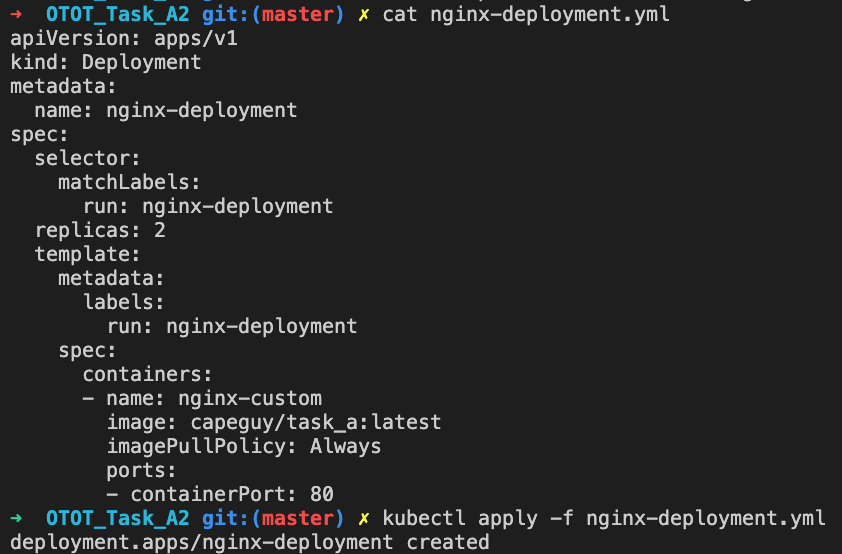 ➜  OTOT_Task_A2 git:(master) ✗ cat nginx-deployment.yml
apiVersion: apps/v1
kind: Deployment
metadata:
  name: nginx-deployment
spec:
  selector:
    matchLabels:
      run: nginx-deployment
  replicas: 2
  template:
    metadata:
      labels:
        run: nginx-deployment
    spec:
      containers:
      - name: nginx-custom
        image: capeguy/task_a:latest
        imagePullPolicy: Always
        ports:
        - containerPort: 80
➜  OTOT_Task_A2 git:(master) ✗ kubectl apply -f nginx-deployment.yml
deployment.apps/nginx-deployment created